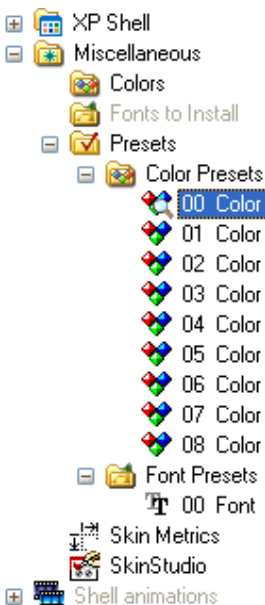 XP Shell
Miscellaneous
Colors
Fonts to Install
Presets
Color Presets
00 Color
01 Color
02 Color
03 Color
04 Color
05 Color
06 Color
07 Color
08 Color
Font Presets
00 Font
Skin Metrics
SkinStudio
Shell animations